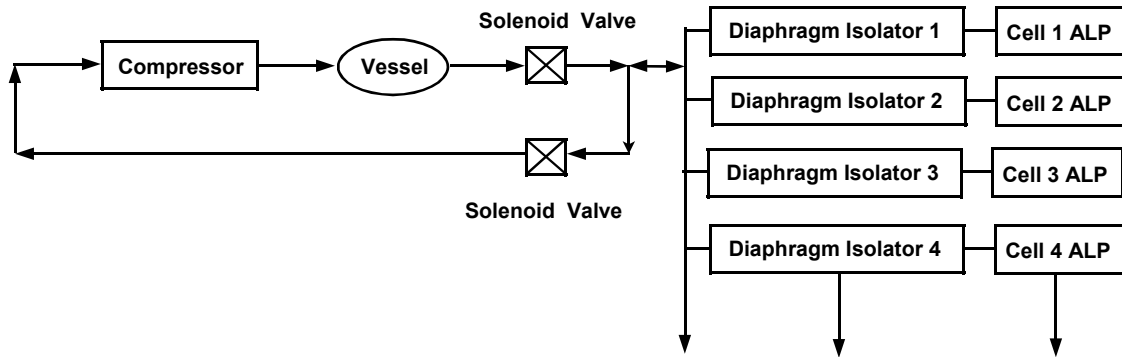 Solenoid Valve
Compressor
Vessel
Solenoid Valve
Diaphragm Isolator 1
Cell 1 ALP
Diaphragm Isolator 2
Cell 2 ALP
Diaphragm Isolator 3
Cell 3 ALP
Diaphragm Isolator 4
Cell 4 ALP